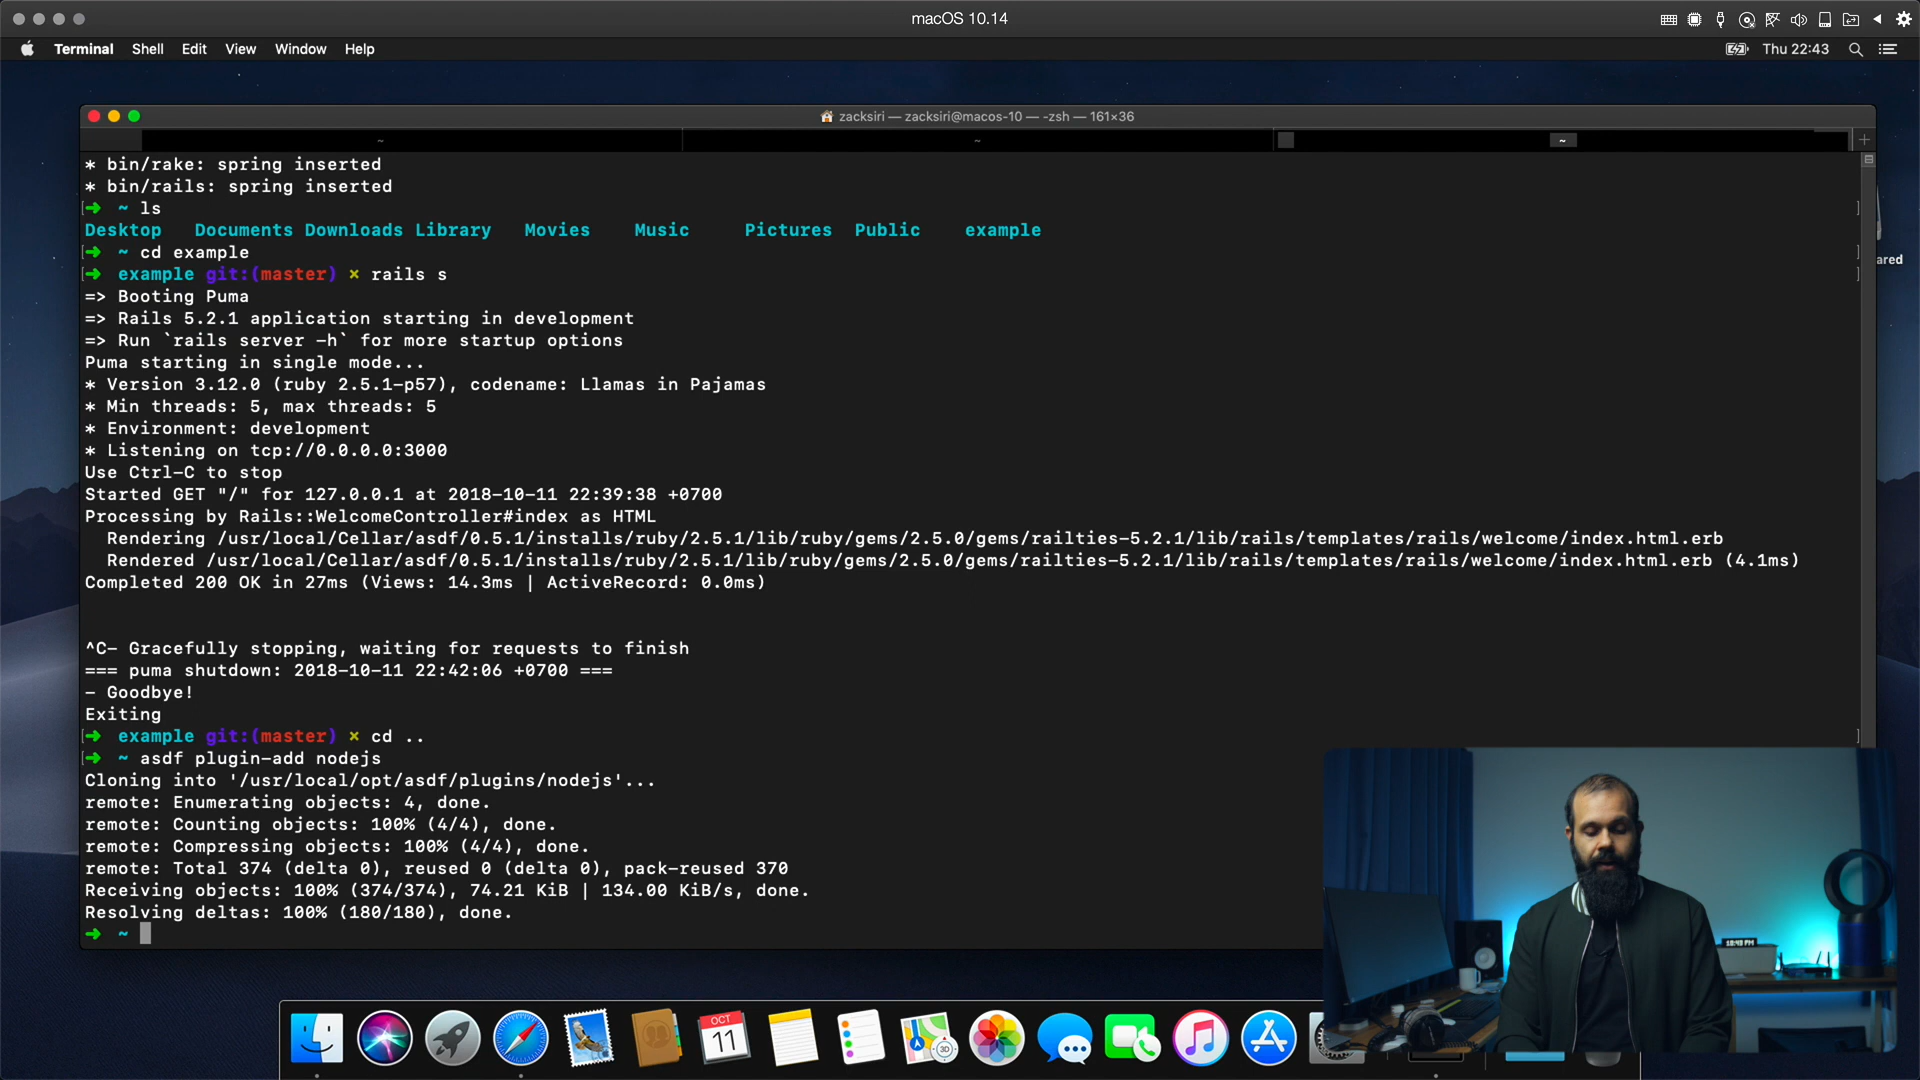 macOS 10.14
Terminal Shell Edit View Window Help
Thu 22:43
zacksiri — zacksiri@macos-10 — -zsh — 161×36
~ ~ ~
* bin/rake: spring inserted
* bin/rails: spring inserted
[➜ ~ ls ]
Desktop Documents Downloads Library Movies Music Pictures Public example
[➜ ~ cd example ]
[➜ example git:(master) ✗ rails s ]
=> Booting Puma
=> Rails 5.2.1 application starting in development
=> Run `rails server -h` for more startup options
Puma starting in single mode...
* Version 3.12.0 (ruby 2.5.1-p57), codename: Llamas in Pajamas
* Min threads: 5, max threads: 5
* Environment: development
* Listening on tcp://0.0.0.0:3000
Use Ctrl-C to stop
Started GET "/" for 127.0.0.1 at 2018-10-11 22:39:38 +0700
Processing by Rails::WelcomeController#index as HTML
  Rendering /usr/local/Cellar/asdf/0.5.1/installs/ruby/2.5.1/lib/ruby/gems/2.5.0/gems/railties-5.2.1/lib/rails/templates/rails/welcome/index.html.erb
  Rendered /usr/local/Cellar/asdf/0.5.1/installs/ruby/2.5.1/lib/ruby/gems/2.5.0/gems/railties-5.2.1/lib/rails/templates/rails/welcome/index.html.erb (4.1ms)
Completed 200 OK in 27ms (Views: 14.3ms | ActiveRecord: 0.0ms)
^C- Gracefully stopping, waiting for requests to finish
=== puma shutdown: 2018-10-11 22:42:06 +0700 ===
- Goodbye!
Exiting
[➜ example git:(master) ✗ cd .. ]
[➜ ~ asdf plugin-add nodejs
Cloning into '/usr/local/opt/asdf/plugins/nodejs'...
remote: Enumerating objects: 4, done.
remote: Counting objects: 100% (4/4), done.
remote: Compressing objects: 100% (4/4), done.
remote: Total 374 (delta 0), reused 0 (delta 0), pack-reused 370
Receiving objects: 100% (374/374), 74.21 KiB | 134.00 KiB/s, done.
Resolving deltas: 100% (180/180), done.
➜ ~
ared
10:43 PM
OCT
11
3D